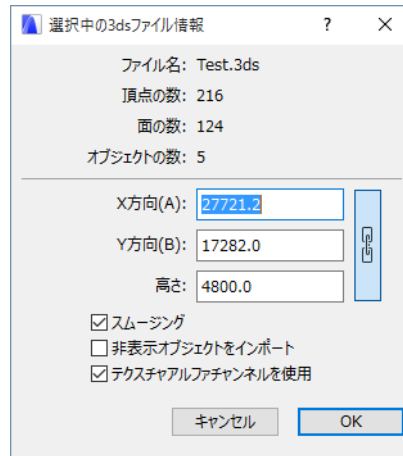 選択中の3dsファイル情報 ? ×
ファイル名: Test.3ds
頂点の数: 216
面の数: 124
オブジェクトの数: 5
X方向(A): 27721.2
Y方向(B): 17282.0
高さ: 4800.0
スムージング
非表示オブジェクトをインポート
テクスチャアルファチャンネルを使用
キャンセル OK